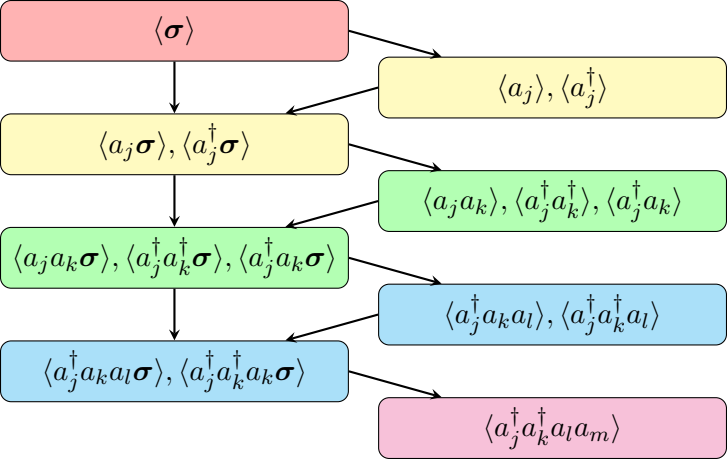 ⟨𝝈⟩
⟨a_j⟩, ⟨a_j^†⟩
⟨a_j𝝈⟩, ⟨a_j^†𝝈⟩
⟨a_ja_k⟩, ⟨a_j^†a_k^†⟩, ⟨a_j^†a_k⟩
⟨a_ja_k𝝈⟩, ⟨a_j^†a_k^†𝝈⟩, ⟨a_j^†a_k𝝈⟩
⟨a_j^†a_ka_l⟩, ⟨a_j^†a_k^†a_l⟩
⟨a_j^†a_ka_l𝝈⟩, ⟨a_j^†a_k^†a_k𝝈⟩
⟨a_j^†a_k^†a_la_m⟩